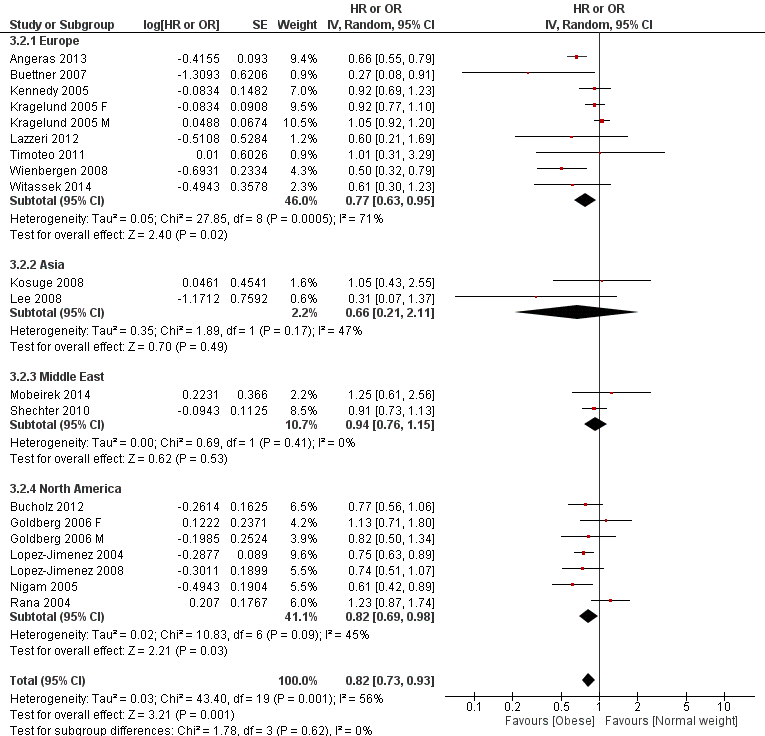 HR or OR HR or OR
Study or Subgroup log[HR or OR] SE Weight IV, Random, 95% CI IV, Random, 95% CI
3.2.1 Europe
Angeras 2013 -0.4155 0.093 9.4% 0.66 [0.55, 0.79]
Buettner 2007 -1.3093 0.6206 0.9% 0.27 [0.08, 0.91]
Kennedy 2005 -0.0834 0.1482 7.0% 0.92 [0.69, 1.23]
Kragelund 2005 F -0.0834 0.0908 9.5% 0.92 [0.77, 1.10]
Kragelund 2005 M 0.0488 0.0674 10.5% 1.05 [0.92, 1.20]
Lazzeri 2012 -0.5108 0.5284 1.2% 0.60 [0.21, 1.69]
Timoteo 2011 0.01 0.6026 0.9% 1.01 [0.31, 3.29]
Wienbergen 2008 -0.6931 0.2334 4.3% 0.50 [0.32, 0.79]
Witassek 2014 -0.4943 0.3578 2.3% 0.61 [0.30, 1.23]
Subtotal (95% CI) 46.0% 0.77 [0.63, 0.95]
Heterogeneity: Tau² = 0.05; Chi² = 27.85, df = 8 (P = 0.0005); I² = 71%
Test for overall effect: Z = 2.40 (P = 0.02)
3.2.2 Asia
Kosuge 2008 0.0461 0.4541 1.6% 1.05 [0.43, 2.55]
Lee 2008 -1.1712 0.7592 0.6% 0.31 [0.07, 1.37]
Subtotal (95% CI) 2.2% 0.66 [0.21, 2.11]
Heterogeneity: Tau² = 0.35; Chi² = 1.89, df = 1 (P = 0.17); I² = 47%
Test for overall effect: Z = 0.70 (P = 0.49)
3.2.3 Middle East
Mobeirek 2014 0.2231 0.366 2.2% 1.25 [0.61, 2.56]
Shechter 2010 -0.0943 0.1125 8.5% 0.91 [0.73, 1.13]
Subtotal (95% CI) 10.7% 0.94 [0.76, 1.15]
Heterogeneity: Tau² = 0.00; Chi² = 0.69, df = 1 (P = 0.41); I² = 0%
Test for overall effect: Z = 0.62 (P = 0.53)
3.2.4 North America
Bucholz 2012 -0.2614 0.1625 6.5% 0.77 [0.56, 1.06]
Goldberg 2006 F 0.1222 0.2371 4.2% 1.13 [0.71, 1.80]
Goldberg 2006 M -0.1985 0.2524 3.9% 0.82 [0.50, 1.34]
Lopez-Jimenez 2004 -0.2877 0.089 9.6% 0.75 [0.63, 0.89]
Lopez-Jimenez 2008 -0.3011 0.1899 5.5% 0.74 [0.51, 1.07]
Nigam 2005 -0.4943 0.1904 5.5% 0.61 [0.42, 0.89]
Rana 2004 0.207 0.1767 6.0% 1.23 [0.87, 1.74]
Subtotal (95% CI) 41.1% 0.82 [0.69, 0.98]
Heterogeneity: Tau² = 0.02; Chi² = 10.83, df = 6 (P = 0.09); I² = 45%
Test for overall effect: Z = 2.21 (P = 0.03)
Total (95% CI) 100.0% 0.82 [0.73, 0.93]
Heterogeneity: Tau² = 0.03; Chi² = 43.40, df = 19 (P = 0.001); I² = 56%
Test for overall effect: Z = 3.21 (P = 0.001)
Test for subgroup differences: Chi² = 1.78, df = 3 (P = 0.62), I² = 0%
0.1 0.2 0.5 1 2 5 10
Favours [Obese] Favours [Normal weight]